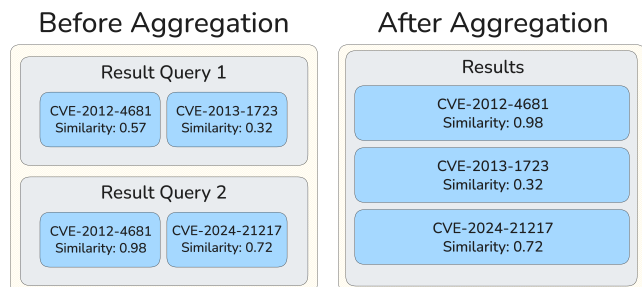 Before Aggregation
Result Query 1
CVE-2012-4681
Similarity: 0.57
CVE-2013-1723
Similarity: 0.32
Result Query 2
CVE-2012-4681
Similarity: 0.98
CVE-2024-21217
Similarity: 0.72
After Aggregation
Results
CVE-2012-4681
Similarity: 0.98
CVE-2013-1723
Similarity: 0.32
CVE-2024-21217
Similarity: 0.72